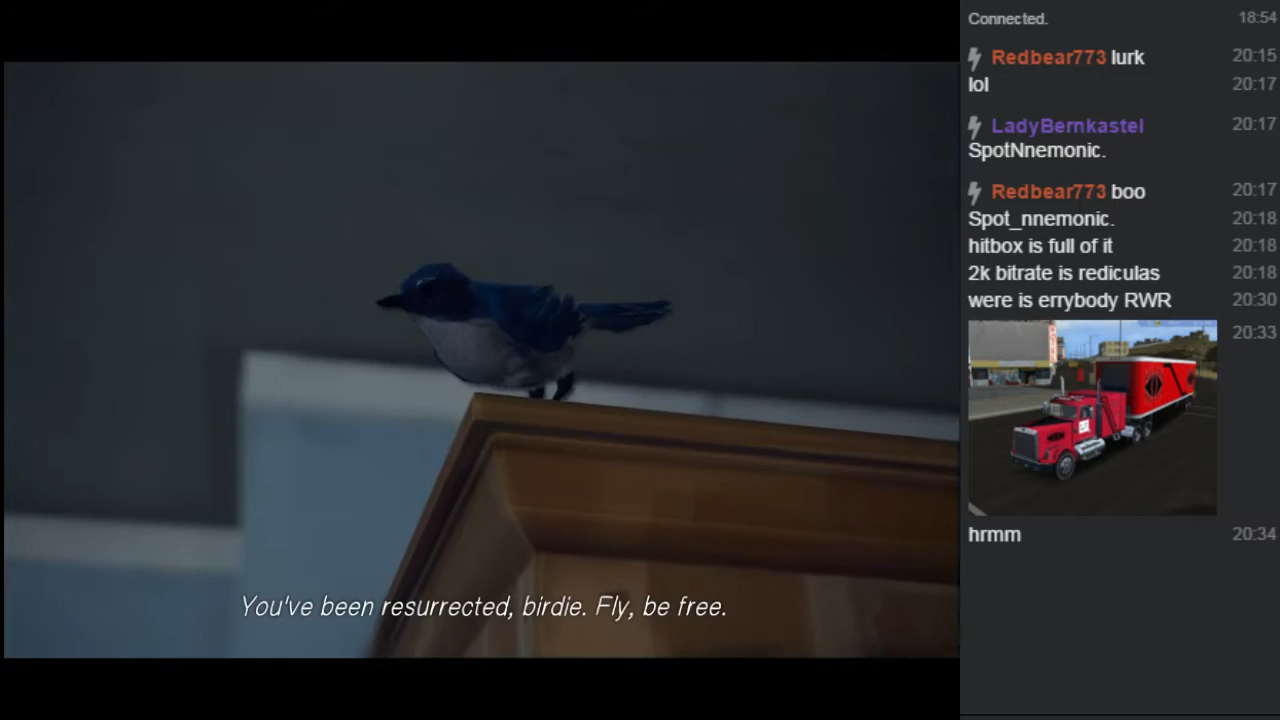 You've been resurrected, birdie. Fly, be free.
Connected. 18:54
Redbear773 lurk 20:15
lol 20:17
LadyBernkastel 20:17
SpotNnemonic.
Redbear773 boo 20:17
Spot_nnemonic. 20:18
hitbox is full of it 20:18
2k bitrate is rediculas 20:18
were is errybody RWR 20:30
20:33
hrmm 20:34